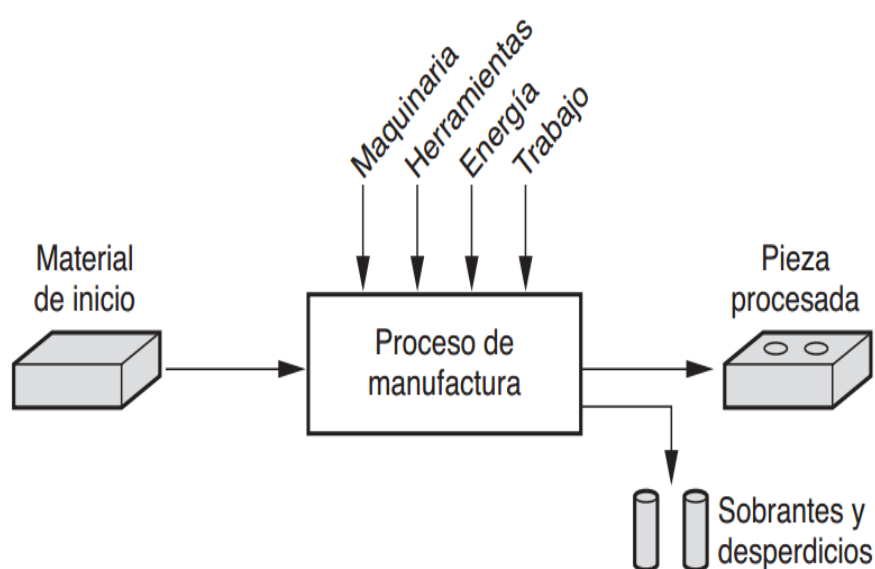 Maquinaria
Herramientas
Energía
Trabajo
Material
de inicio
Proceso de
manufactura
Pieza
procesada
Sobrantes y
desperdicios